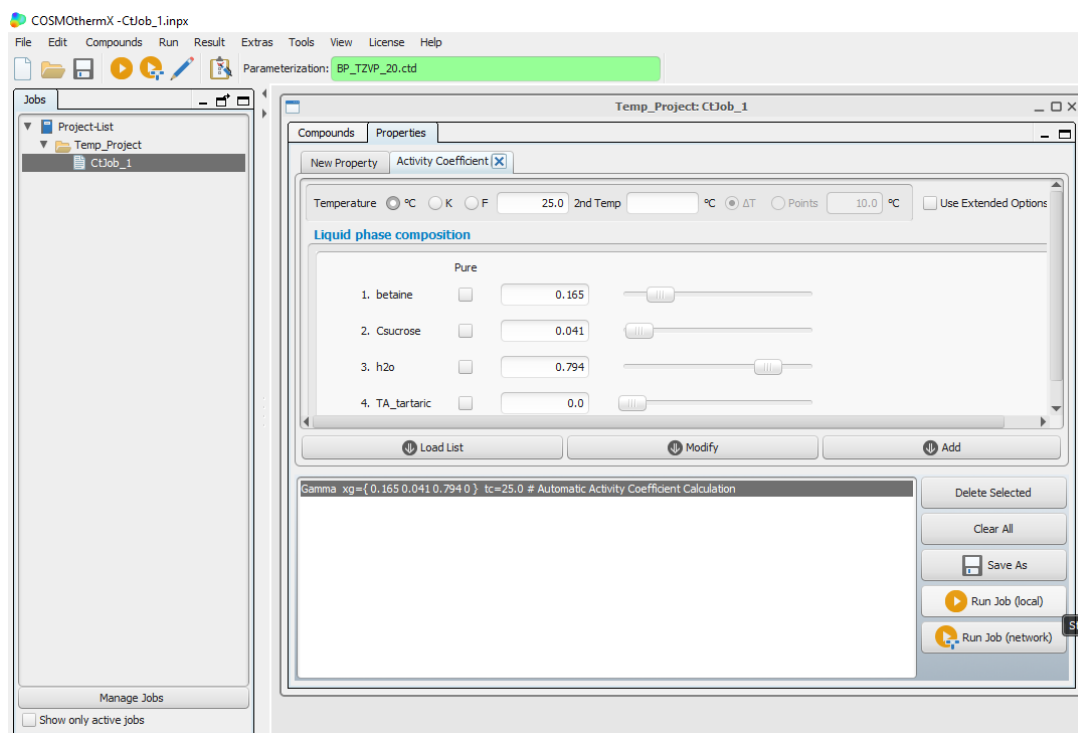 COSMOthermX -CtJob_1.inpx
File Edit Compounds Run Result Extras Tools View License Help
Parameterization: BP_TZVP_20.ctd
Jobs
Project-List
Temp_Project
CtJob_1
Manage Jobs
Show only active jobs
Temp_Project: CtJob_1
Compounds Properties
New Property Activity Coefficient
Temperature °C K F 25.0 2nd Temp °C ΔT Points 10.0 °C Use Extended Options
Liquid phase composition
Pure
1. betaine 0.165
2. Csucrose 0.041
3. h2o 0.794
4. TA_tartaric 0.0
Load List Modify Add
Gamma xg={ 0.165 0.041 0.794 0 } tc=25.0 # Automatic Activity Coefficient Calculation
Delete Selected
Clear All
Save As
Run Job (local)
Run Job (network)